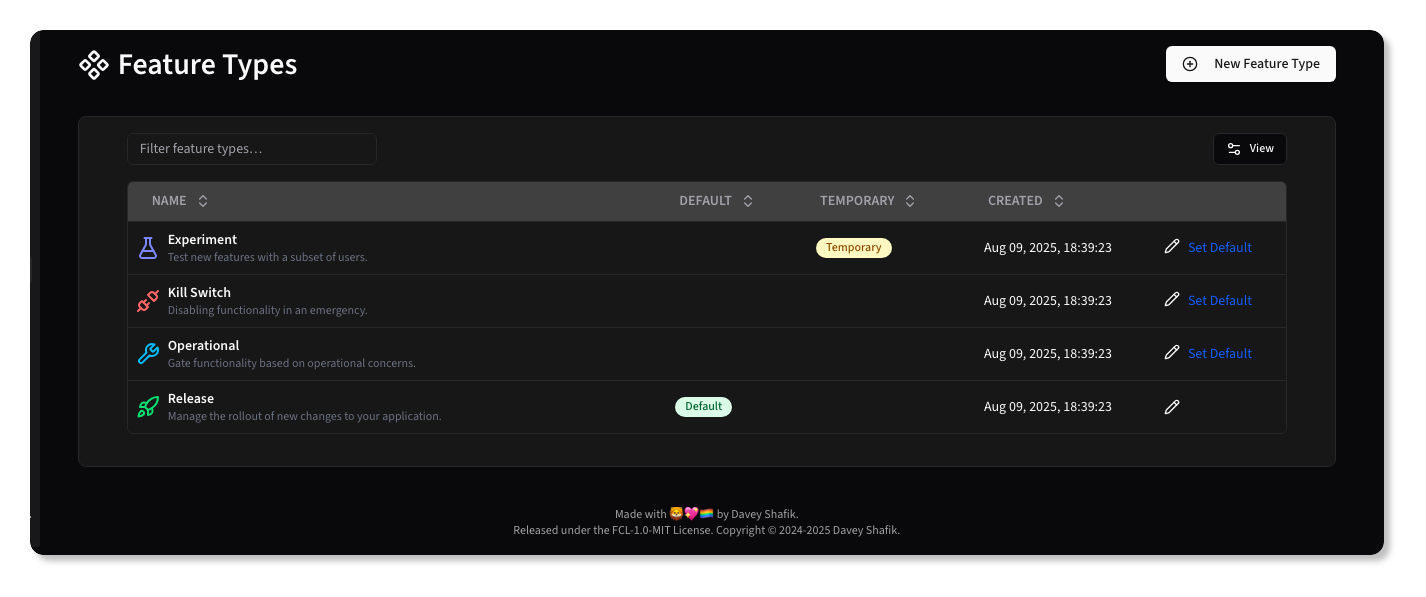 Feature Types
New Feature Type
Filter feature types…
View
NAME DEFAULT TEMPORARY CREATED
Experiment
Test new features with a subset of users.
Temporary
Aug 09, 2025, 18:39:23
Set Default
Kill Switch
Disabling functionality in an emergency.
Aug 09, 2025, 18:39:23
Set Default
Operational
Gate functionality based on operational concerns.
Aug 09, 2025, 18:39:23
Set Default
Release
Manage the rollout of new changes to your application.
Default
Aug 09, 2025, 18:39:23
Made with 🦁💖🏳️‍🌈 by Davey Shafik.
Released under the FCL-1.0-MIT License. Copyright © 2024-2025 Davey Shafik.